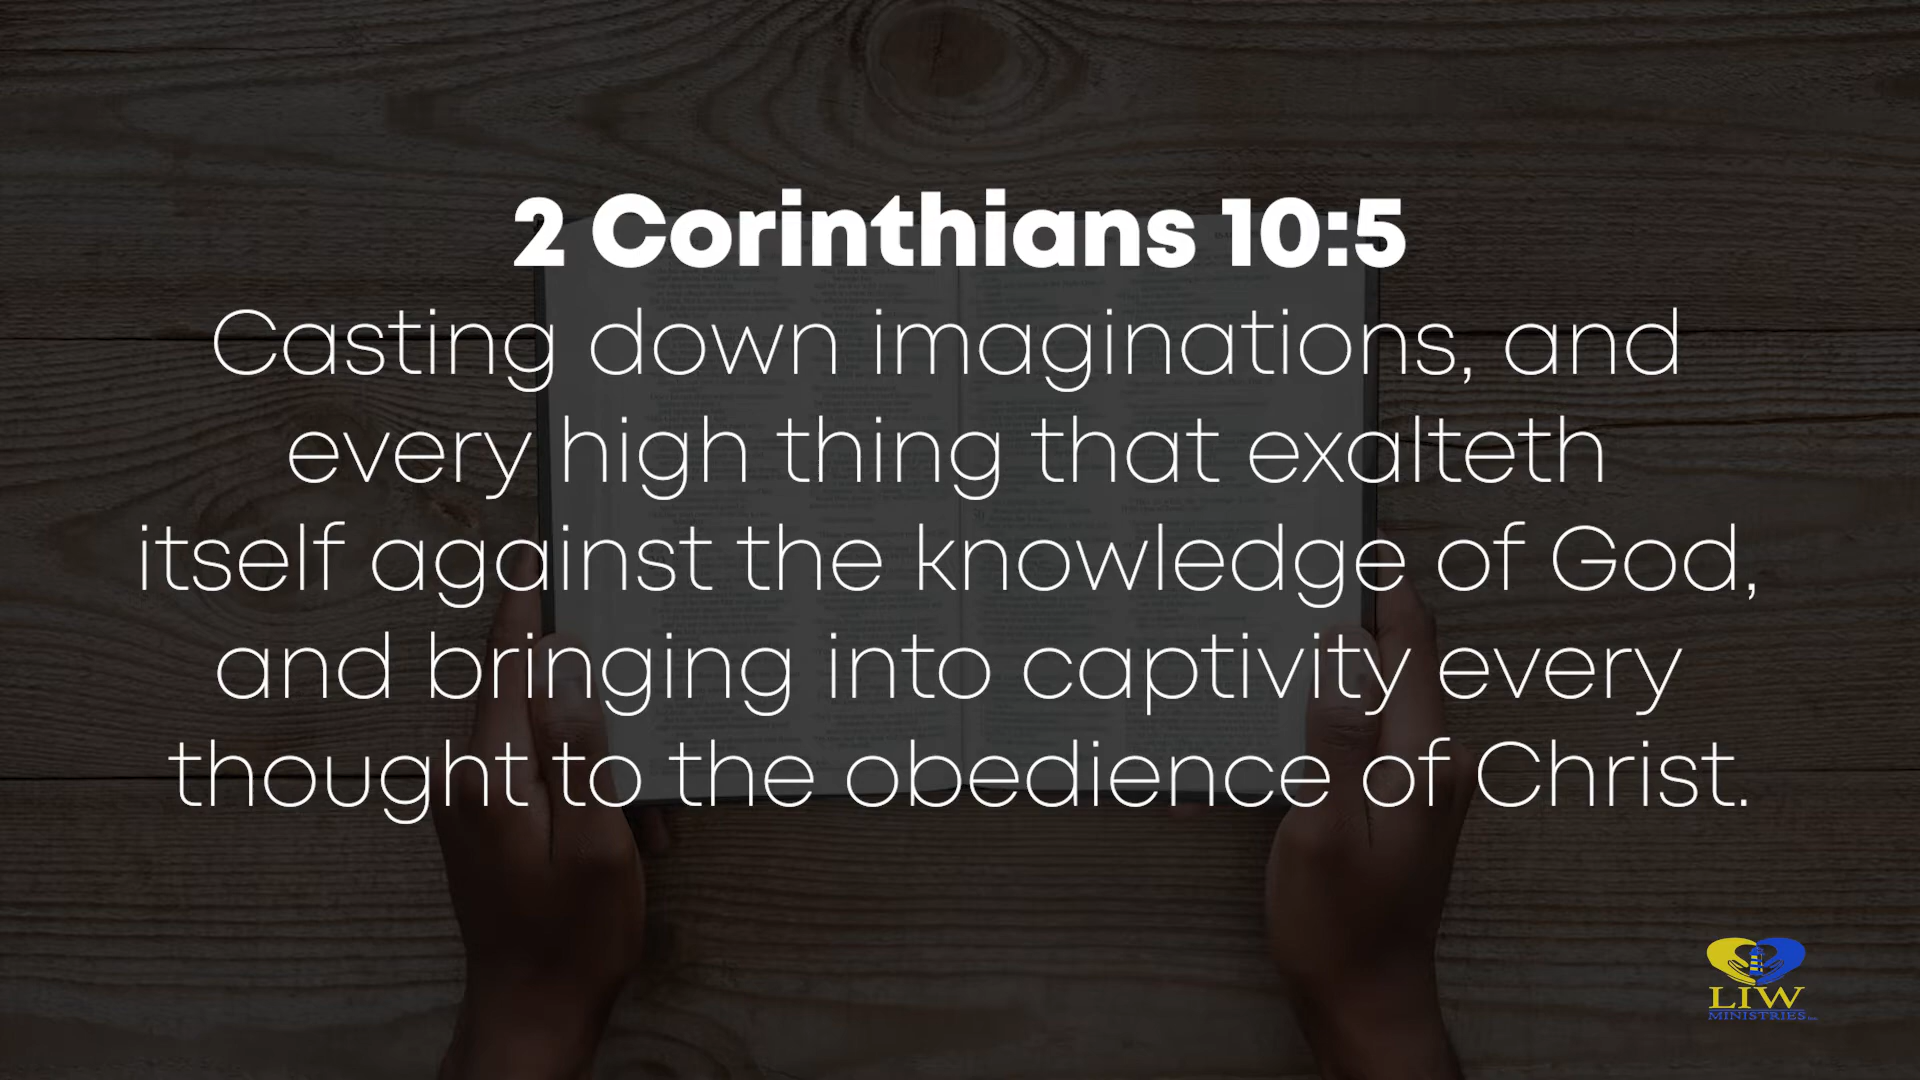 2 Corinthians 10:5
Casting down imaginations, and
every high thing that exalteth
itself against the knowledge of God,
and bringing into captivity every
thought to the obedience of Christ.
LIW
MINISTRIES